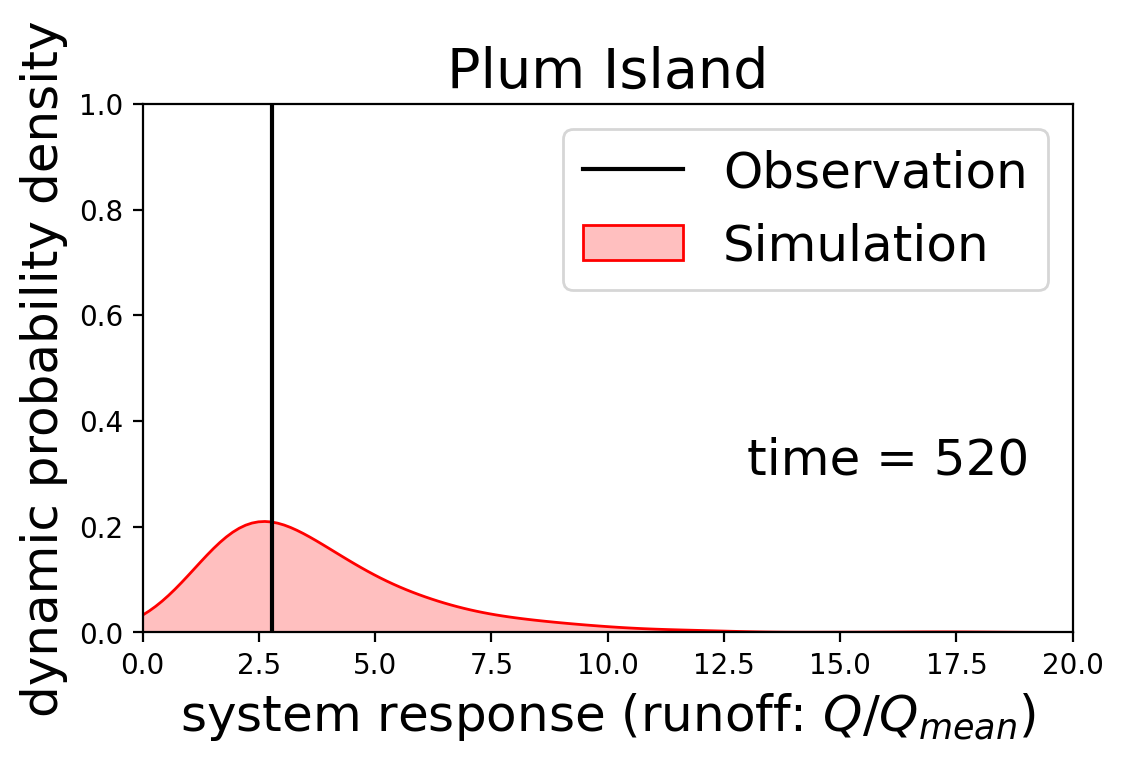 Plum Island
dynamic probability density
1.0
0.8
0.6
0.4
0.2
0.0
Observation
Simulation
time = 520
0.0 2.5 5.0 7.5 10.0 12.5 15.0 17.5 20.0
system response (runoff: Q/Qmean)